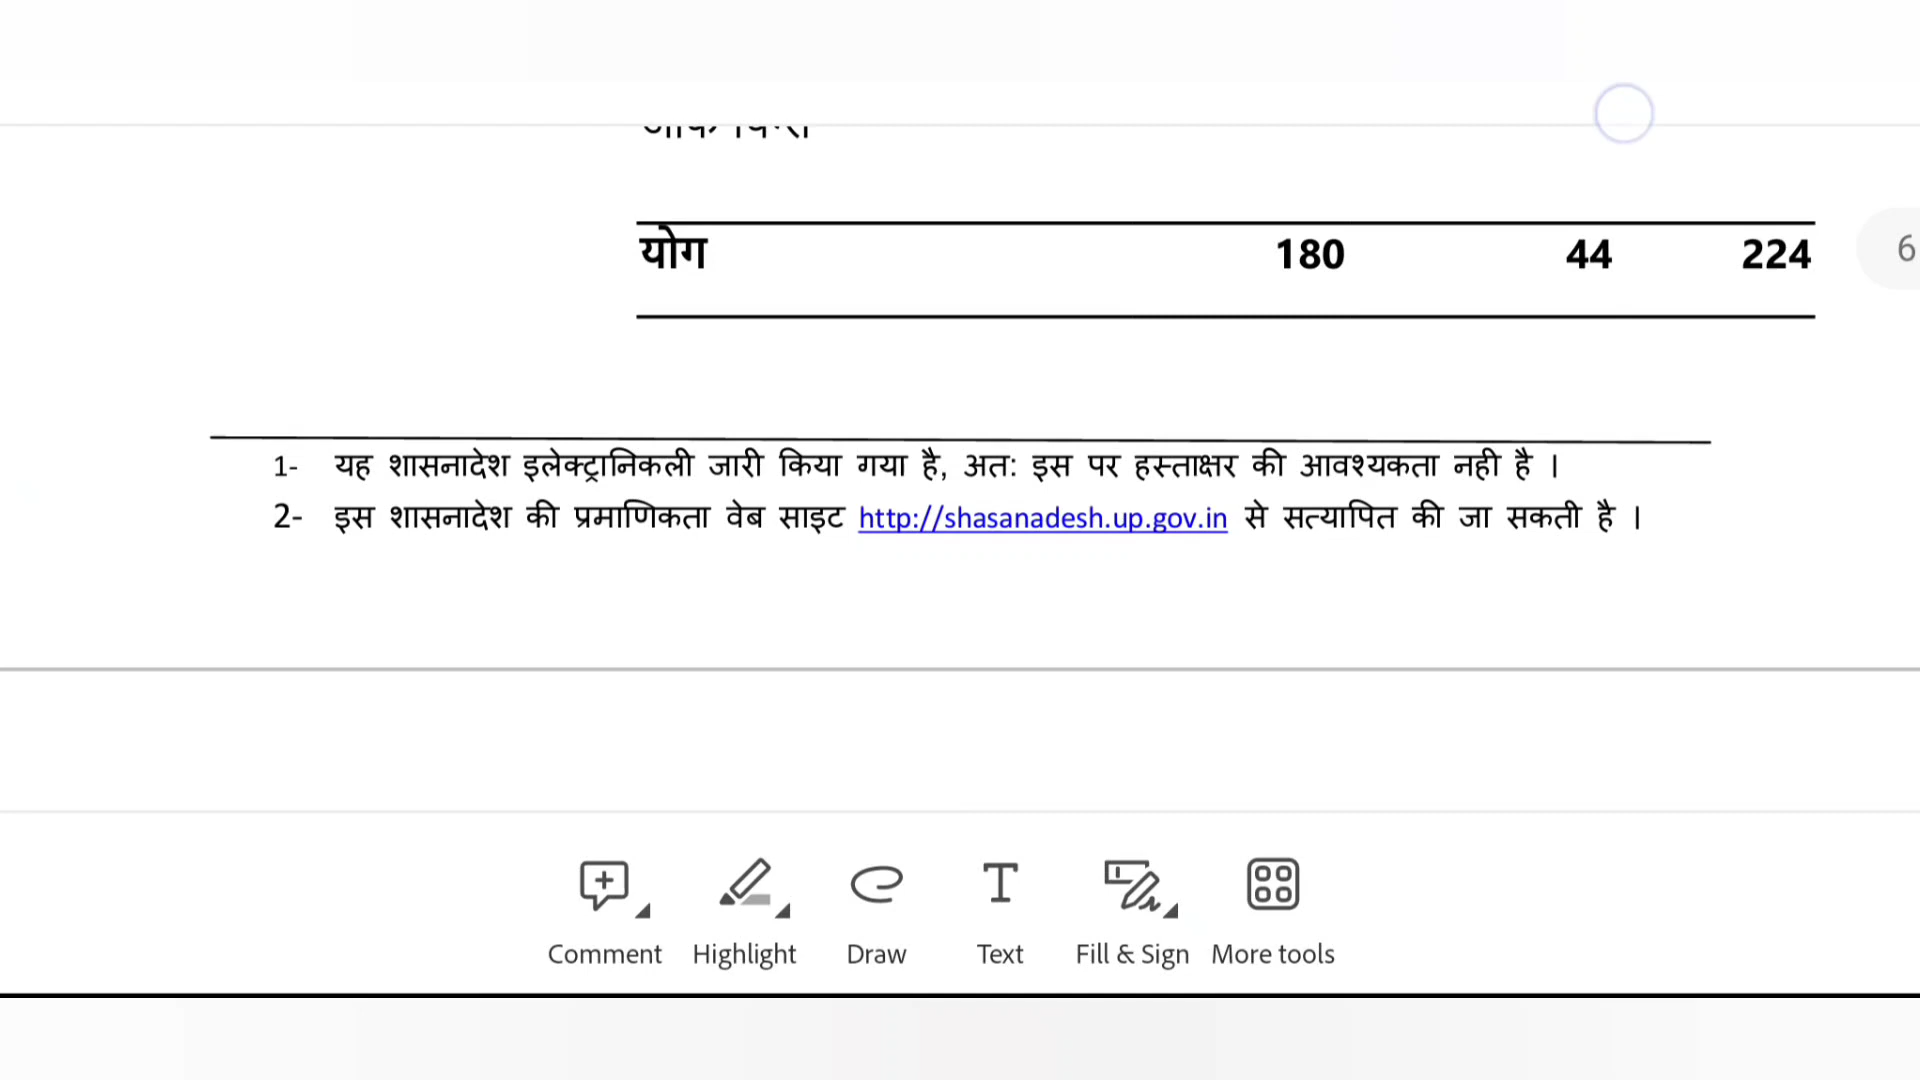 योग 180 44 224
6
1- यह शासनादेश इलेक्ट्रानिकली जारी किया गया है, अत: इस पर हस्ताक्षर की आवश्यकता नही है ।
2- इस शासनादेश की प्रमाणिकता वेब साइट http://shasanadesh.up.gov.in से सत्यापित की जा सकती है ।
Comment Highlight Draw Text Fill & Sign More tools